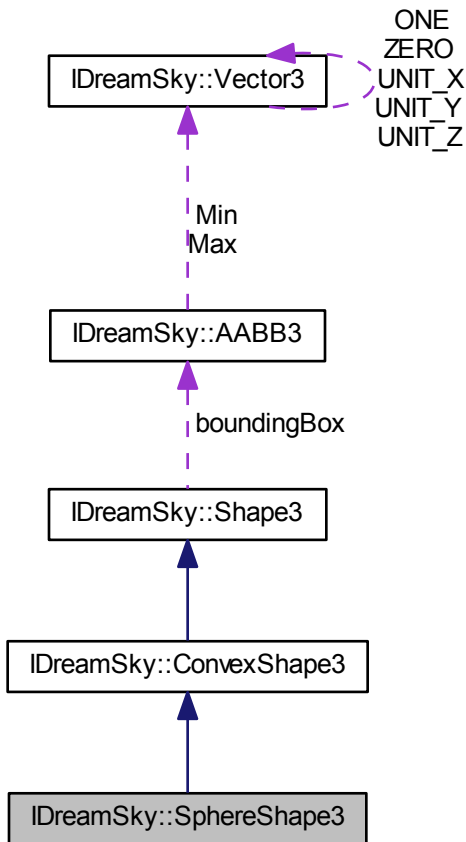 ONE
ZERO
UNIT_X
UNIT_Y
UNIT_Z
IDreamSky::Vector3
Min
Max
IDreamSky::AABB3
boundingBox
IDreamSky::Shape3
IDreamSky::ConvexShape3
IDreamSky::SphereShape3